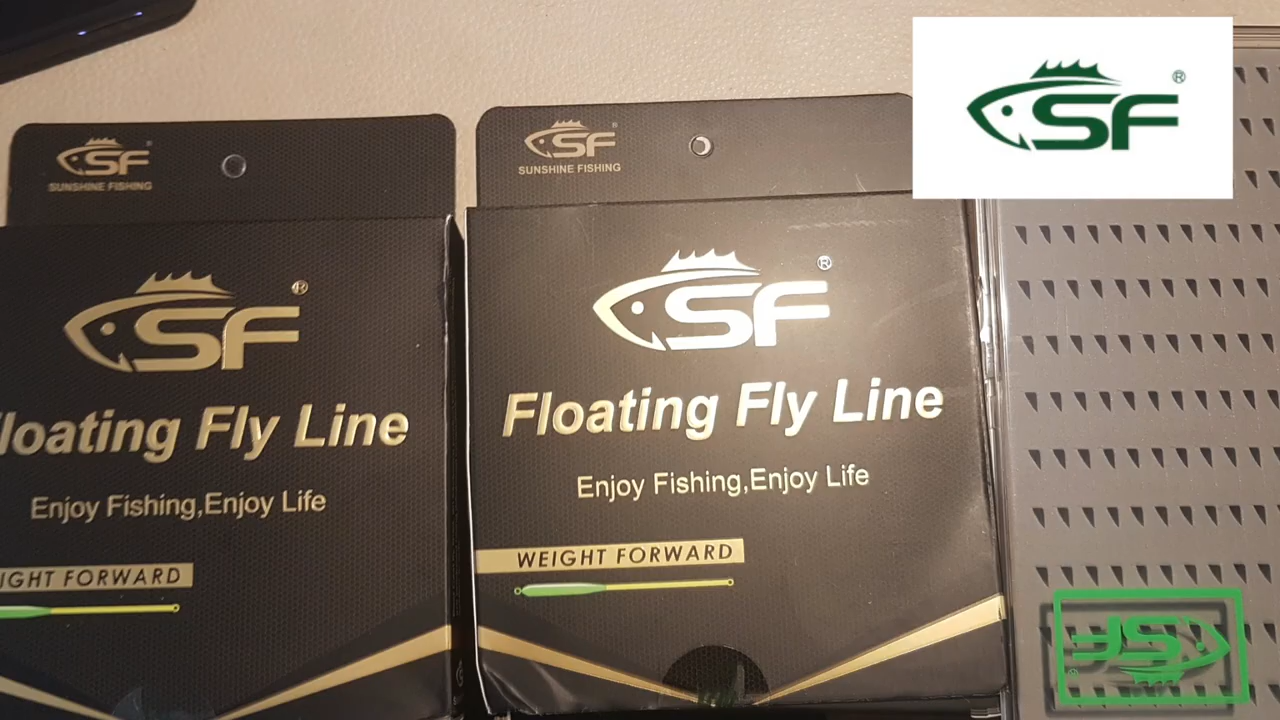 SF®
SUNSHINE FISHING
SF®
loating Fly Line
Enjoy Fishing,Enjoy Life
IGHT FORWARD
SF®
SUNSHINE FISHING
SF®
Floating Fly Line
Enjoy Fishing,Enjoy Life
WEIGHT FORWARD
SF®
SF®